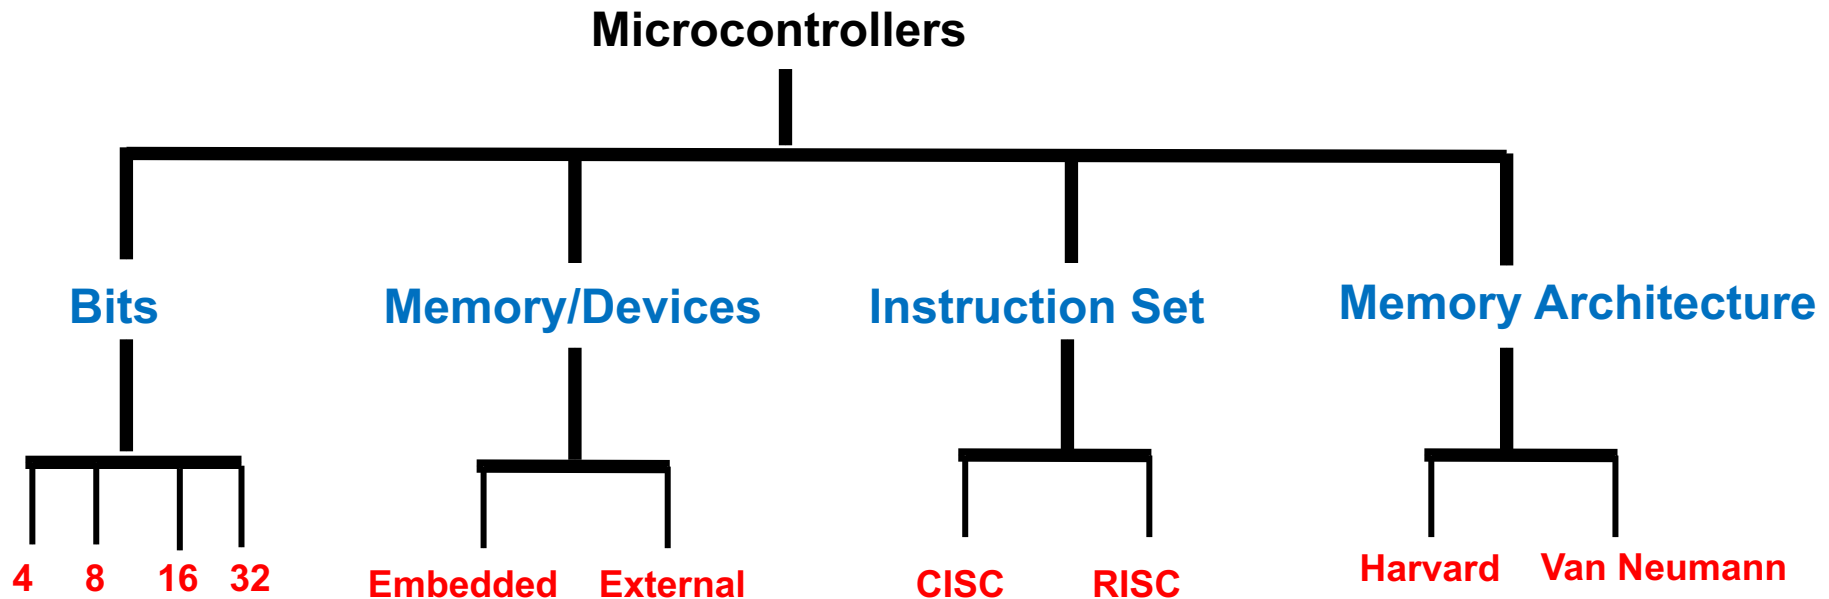 Microcontrollers
Bits
Memory/Devices
Instruction Set
Memory Architecture
4 8 16 32
Embedded External
CISC RISC
Harvard Van Neumann